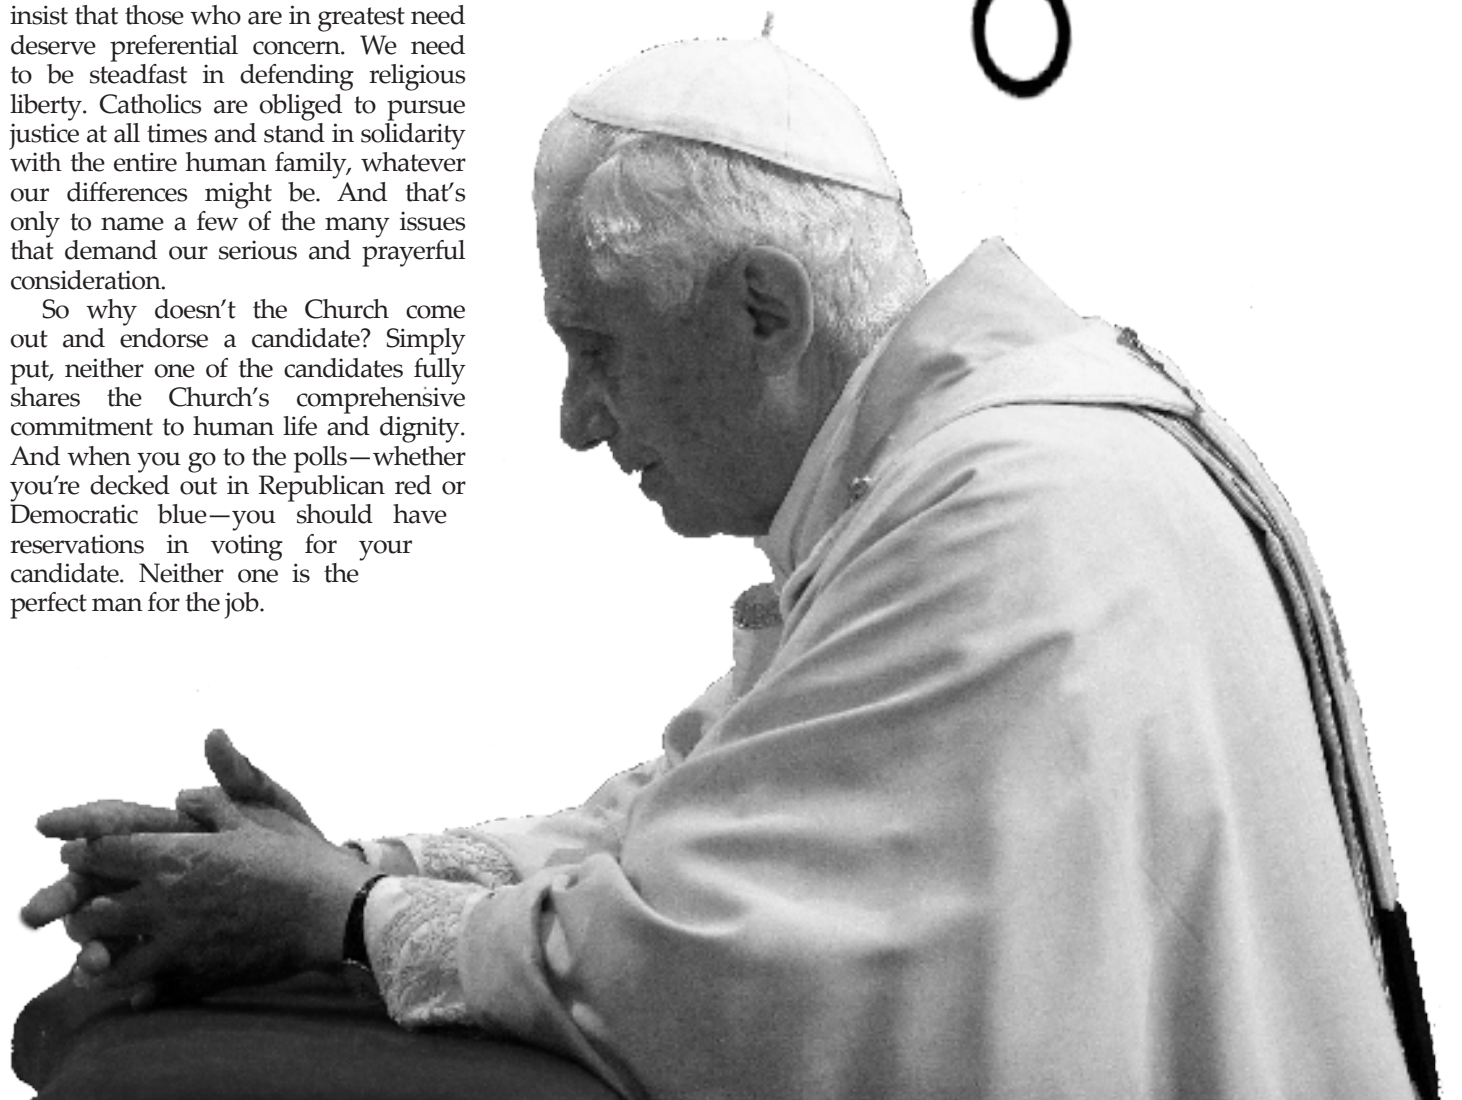 insist that those who are in greatest need
deserve preferential concern. We need
to be steadfast in defending religious
liberty. Catholics are obliged to pursue
justice at all times and stand in solidarity
with the entire human family, whatever
our differences might be. And that's
only to name a few of the many issues
that demand our serious and prayerful
consideration.
So why doesn't the Church come
out and endorse a candidate? Simply
put, neither one of the candidates fully
shares the Church's comprehensive
commitment to human life and dignity.
And when you go to the polls—whether
you're decked out in Republican red or
Democratic blue—you should have
reservations in voting for your
candidate. Neither one is the
perfect man for the job.